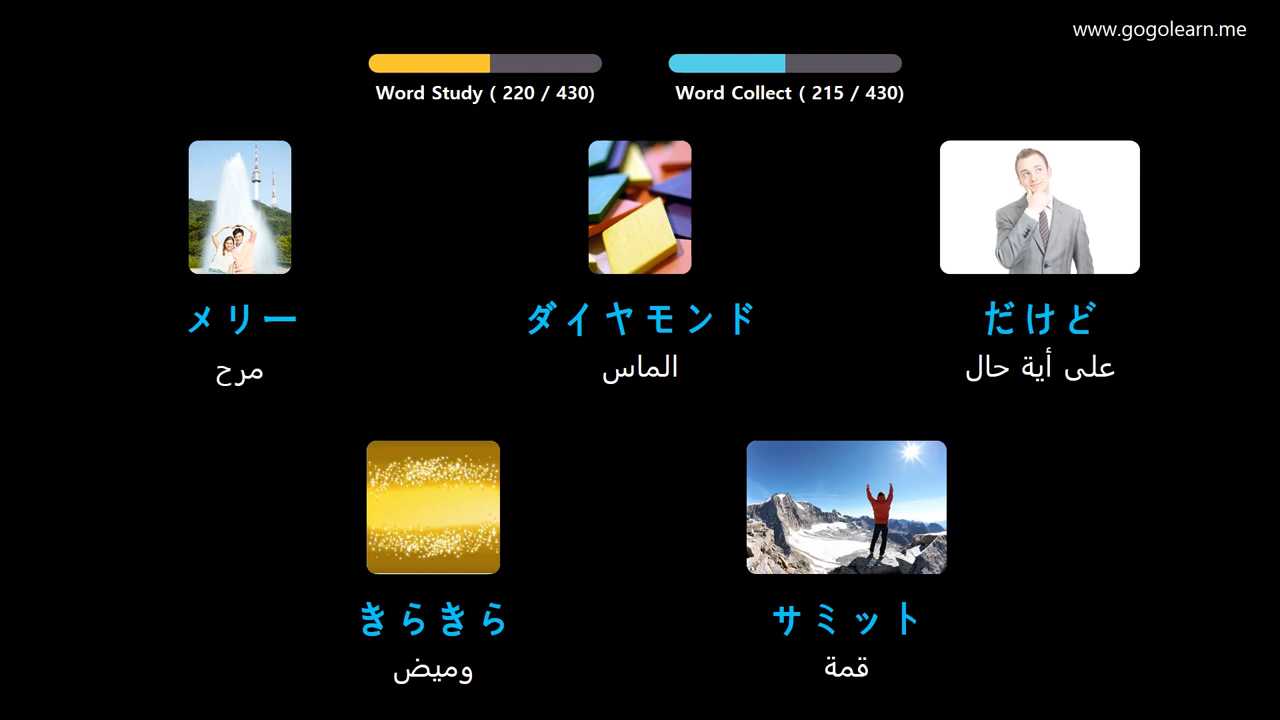 www.gogolearn.me
Word Study ( 220 / 430)
Word Collect ( 215 / 430)
メリー
مرح
ダイヤモンド
الماس
だけど
على أية حال
きらきら
وميض
サミット
قمة